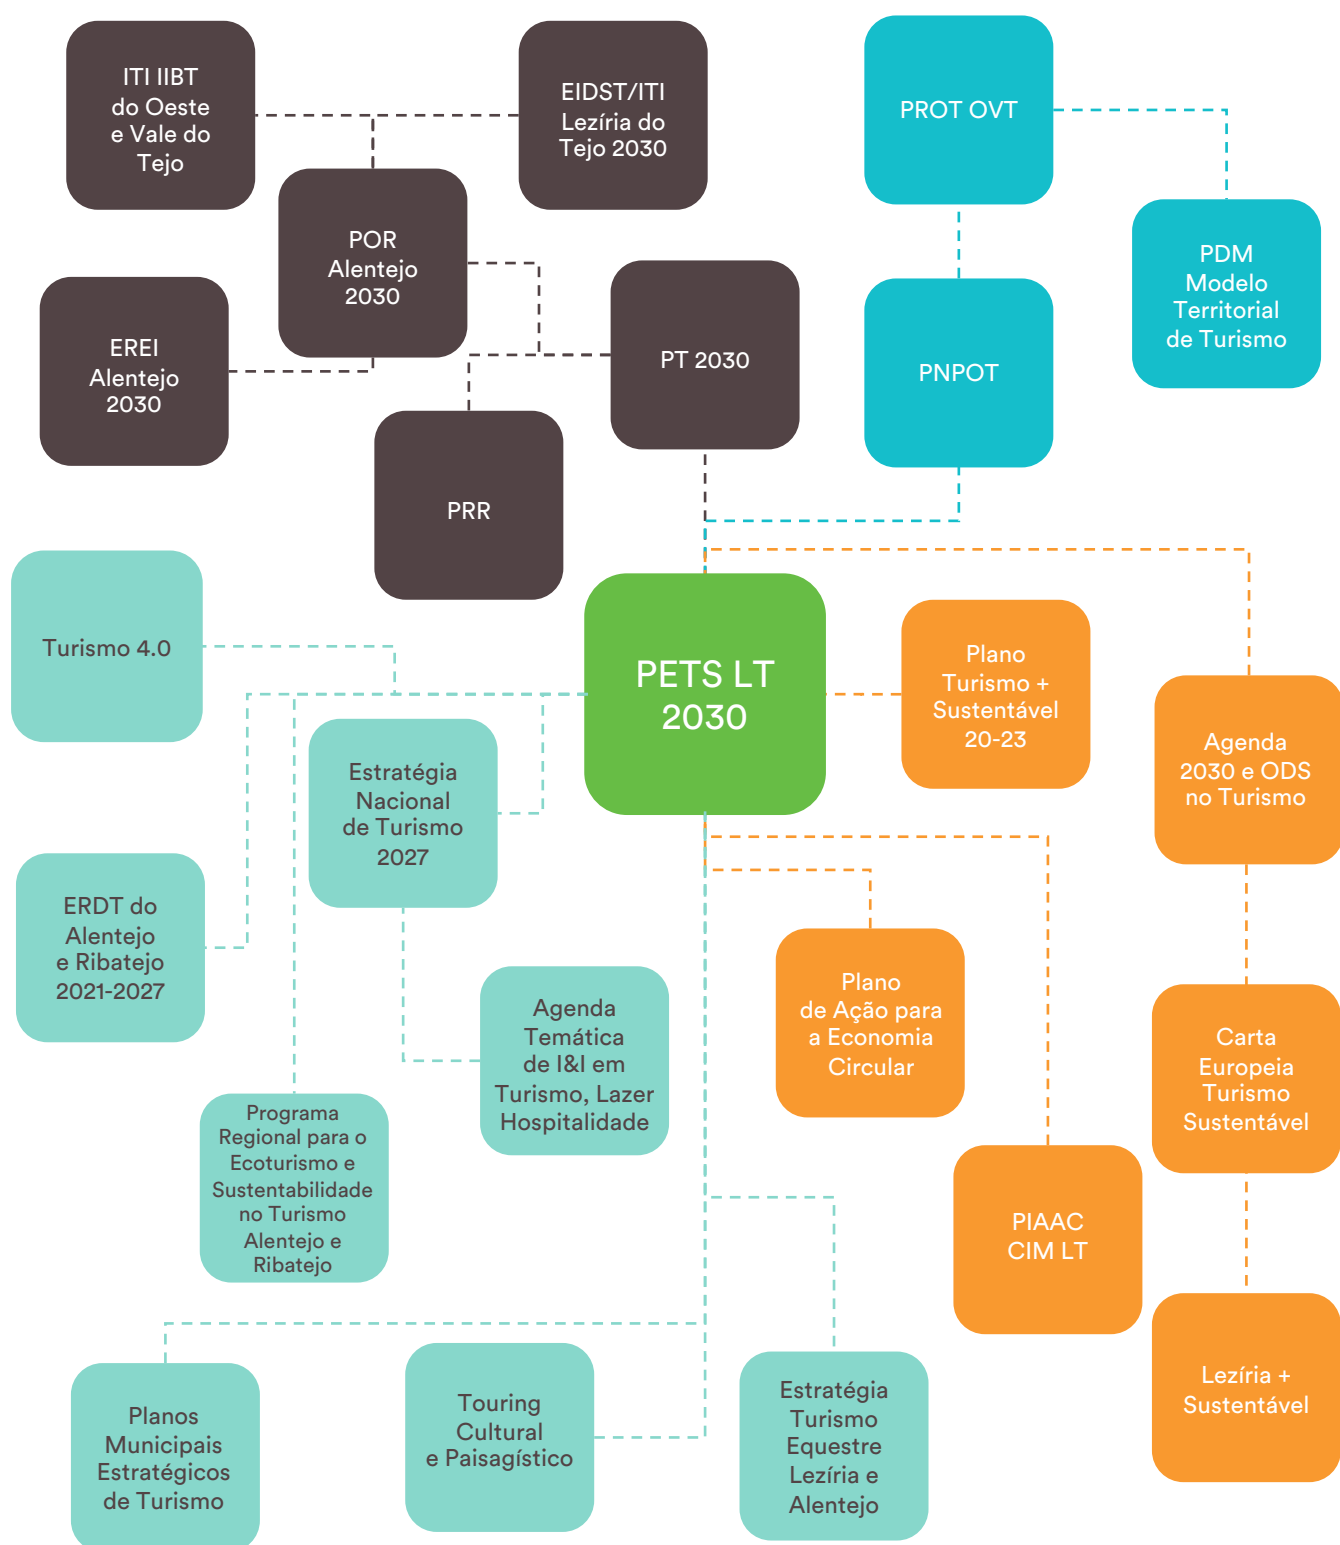 ITI IIBT
do Oeste
e Vale do
Tejo
EIDST/ITI
Lezíria do
Tejo 2030
PROT OVT
POR
Alentejo
2030
PDM
Modelo
Territorial
de Turismo
EREI
Alentejo
2030
PT 2030
PNPOT
PRR
Turismo 4.0
PETS LT
2030
Plano
Turismo +
Sustentável
20-23
Agenda
2030 e ODS
no Turismo
Estratégia
Nacional
de Turismo
2027
ERDT do
Alentejo
e Ribatejo
2021-2027
Agenda
Temática
de I&I em
Turismo, Lazer
Hospitalidade
Plano
de Ação para
a Economia
Circular
Carta
Europeia
Turismo
Sustentável
Programa
Regional para o
Ecoturismo e
Sustentabilidade
no Turismo
Alentejo e
Ribatejo
PIAAC
CIM LT
Lezíria +
Sustentável
Planos
Municipais
Estratégicos
de Turismo
Touring
Cultural
e Paisagístico
Estratégia
Turismo
Equestre
Lezíria e
Alentejo